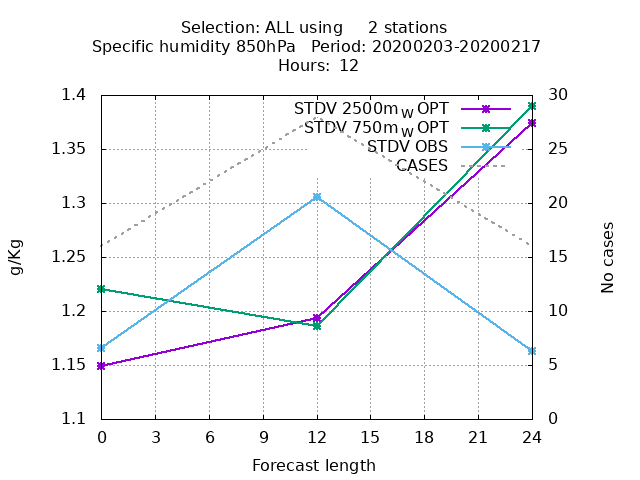 Selection: ALL using 2 stations
Specific humidity 850hPa Period: 20200203-20200217
Hours: 12
STDV 2500m W OPT
STDV 750m W OPT
STDV OBS
CASES
1.4
1.35
1.3
1.25
1.2
1.15
1.1
g/Kg
30
25
20
15
10
5
0
No cases
0 3 6 9 12 15 18 21 24
Forecast length